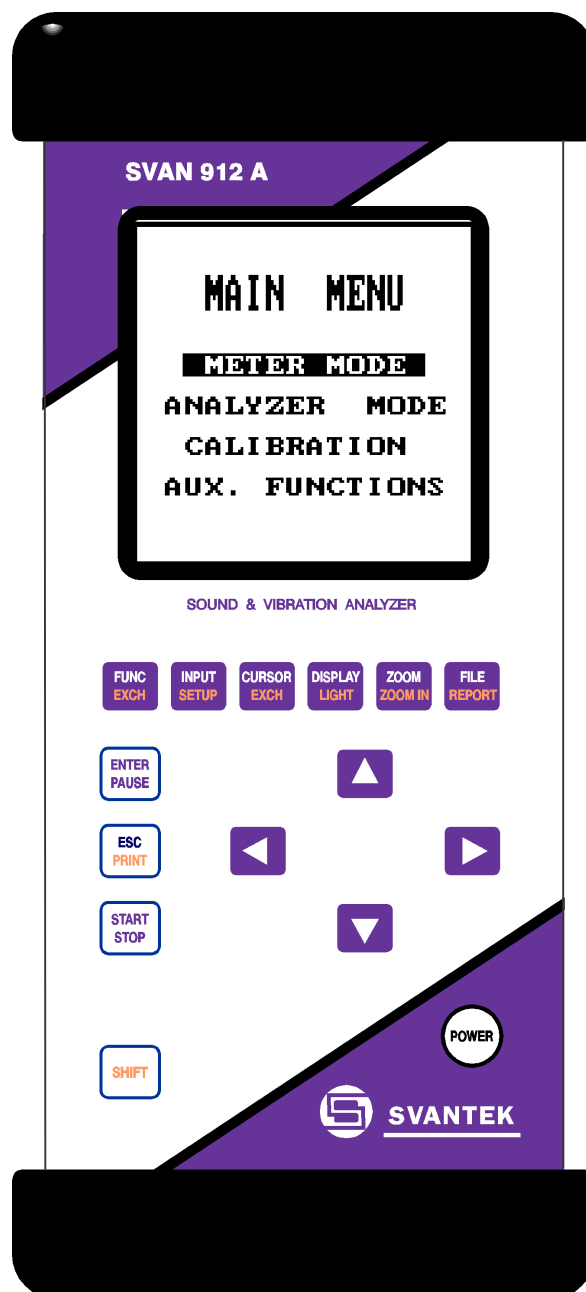 SVAN 912 A
MAIN MENU
METER MODE
ANALYZER MODE
CALIBRATION
AUX. FUNCTIONS
SOUND & VIBRATION ANALYZER
FUNC INPUT CURSOR DISPLAY ZOOM FILE
EXCH SETUP EXCH LIGHT ZOOM IN REPORT
ENTER
PAUSE
ESC
PRINT
START
STOP
POWER
SHIFT
SVANTEK